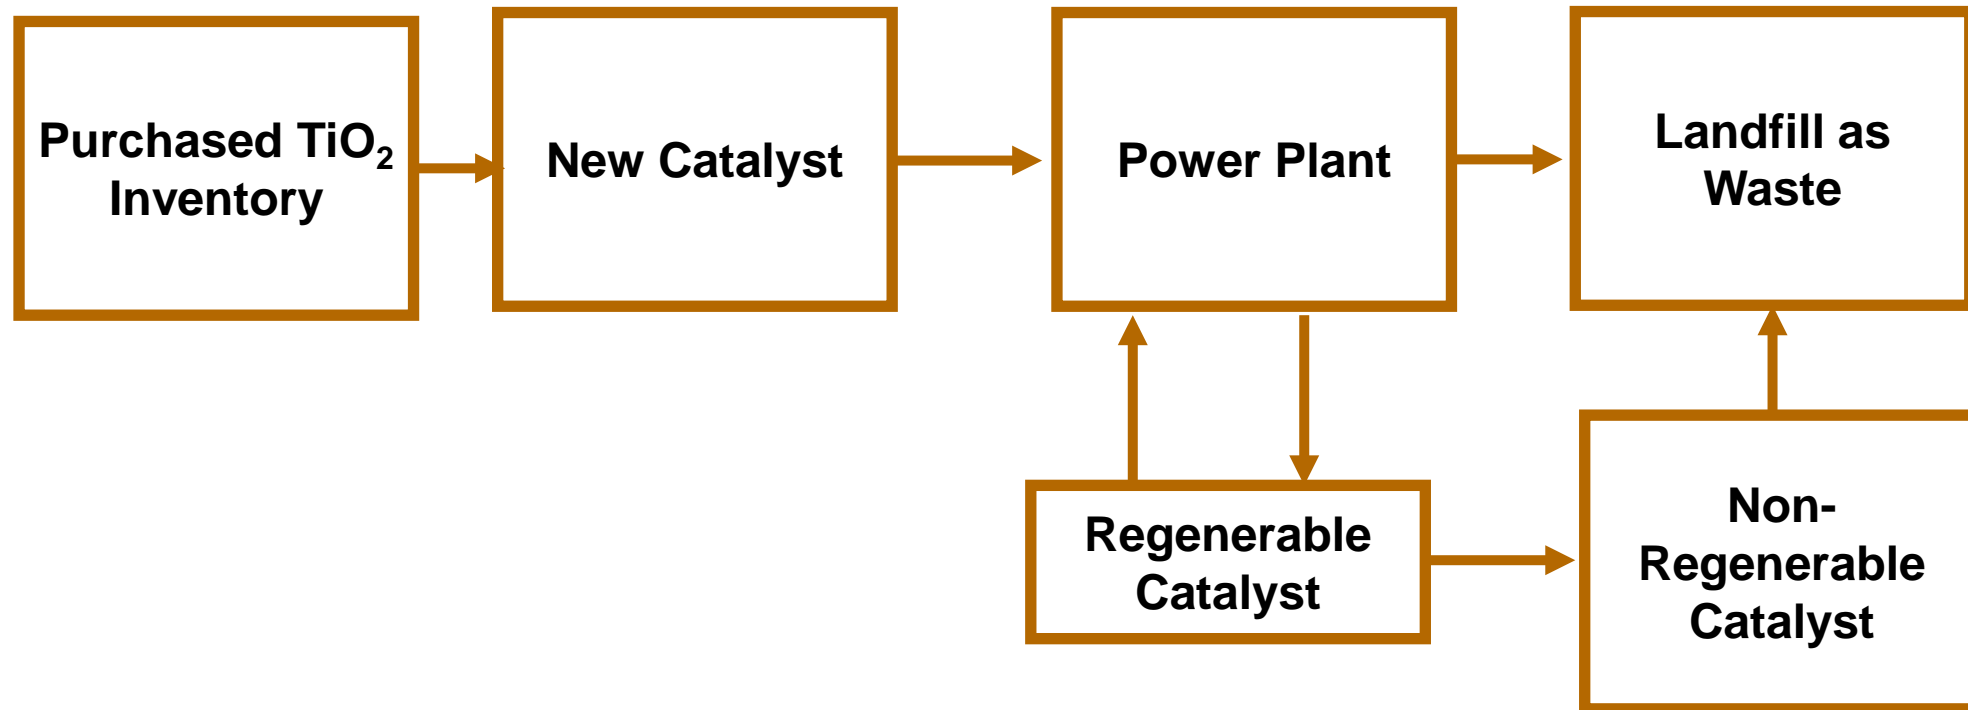 Purchased TiO₂
Inventory
New Catalyst
Power Plant
Landfill as
Waste
Regenerable
Catalyst
Non-
Regenerable
Catalyst